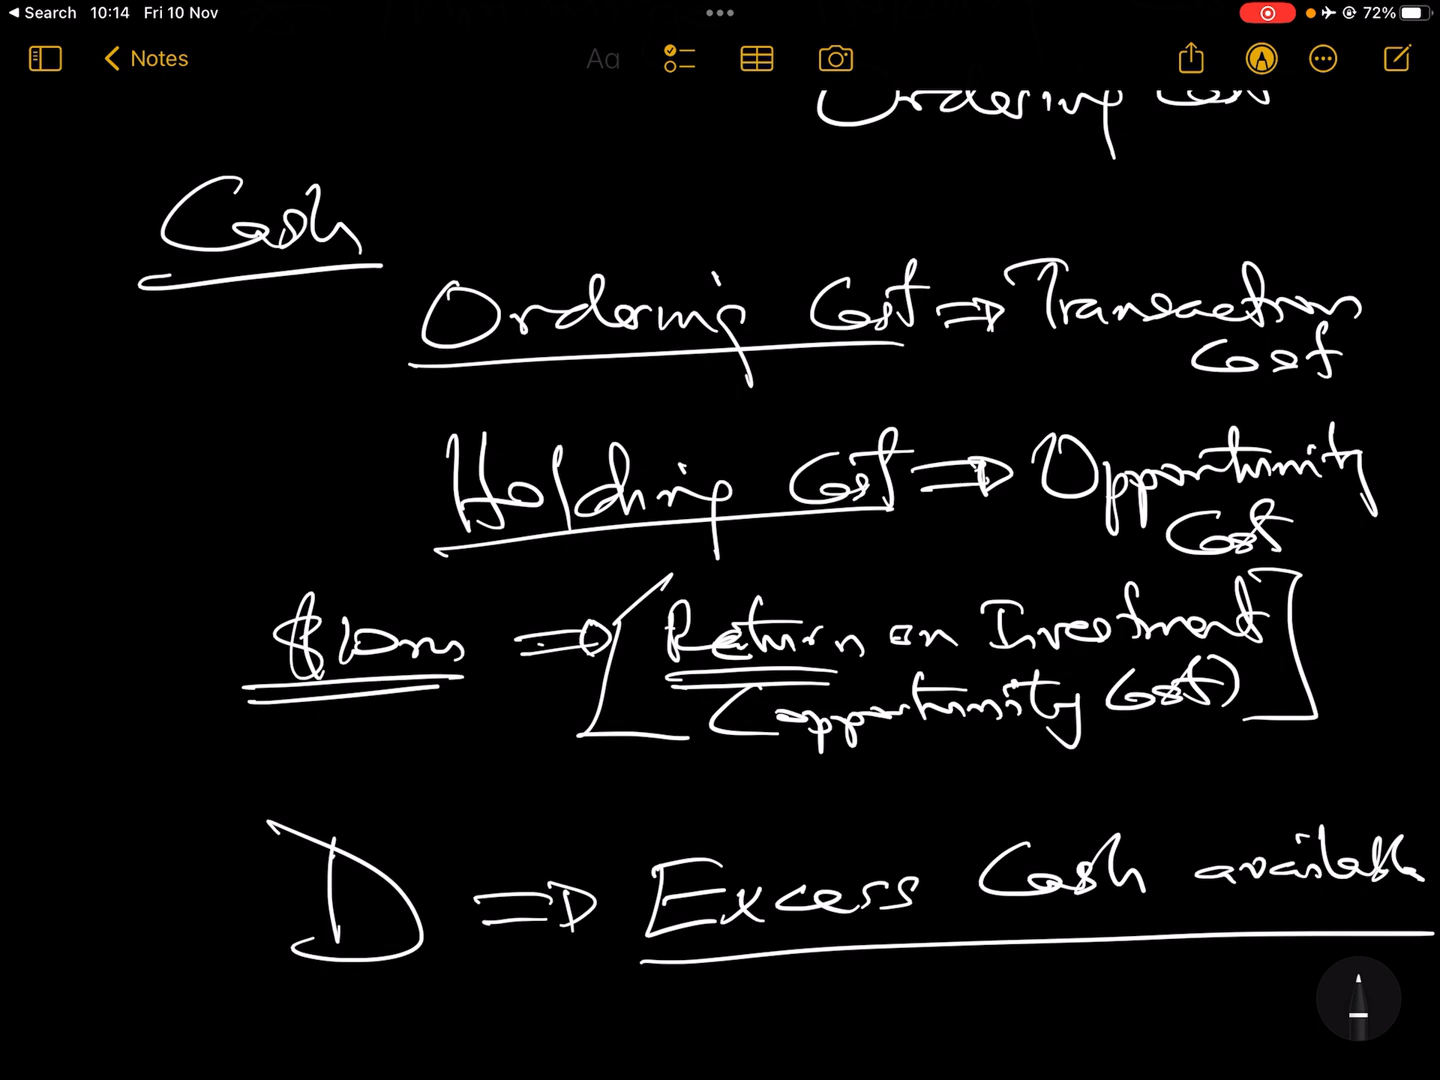 Search 10:14 Fri 10 Nov 72%
Notes Aa
Ordering Cost
Cash
Ordering Cost ⇒ Transaction
Cost
Holding Cost ⇒ Opportunity
Cost
$10m ⇒ [Return on Investment
(opportunity Cost)]
D ⇒ Excess Cash available